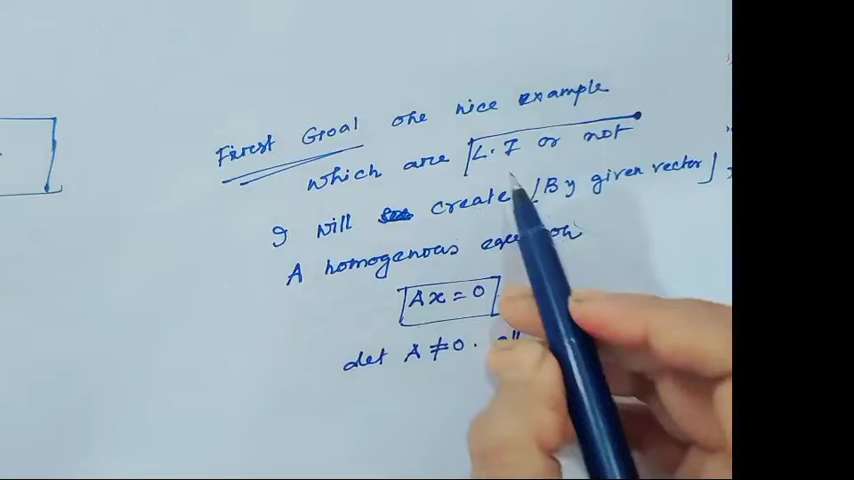 First Goal one nice example
which are L.I or not
I will create [By given vector]
A homogenous equation
Ax = 0
det A ≠ 0.